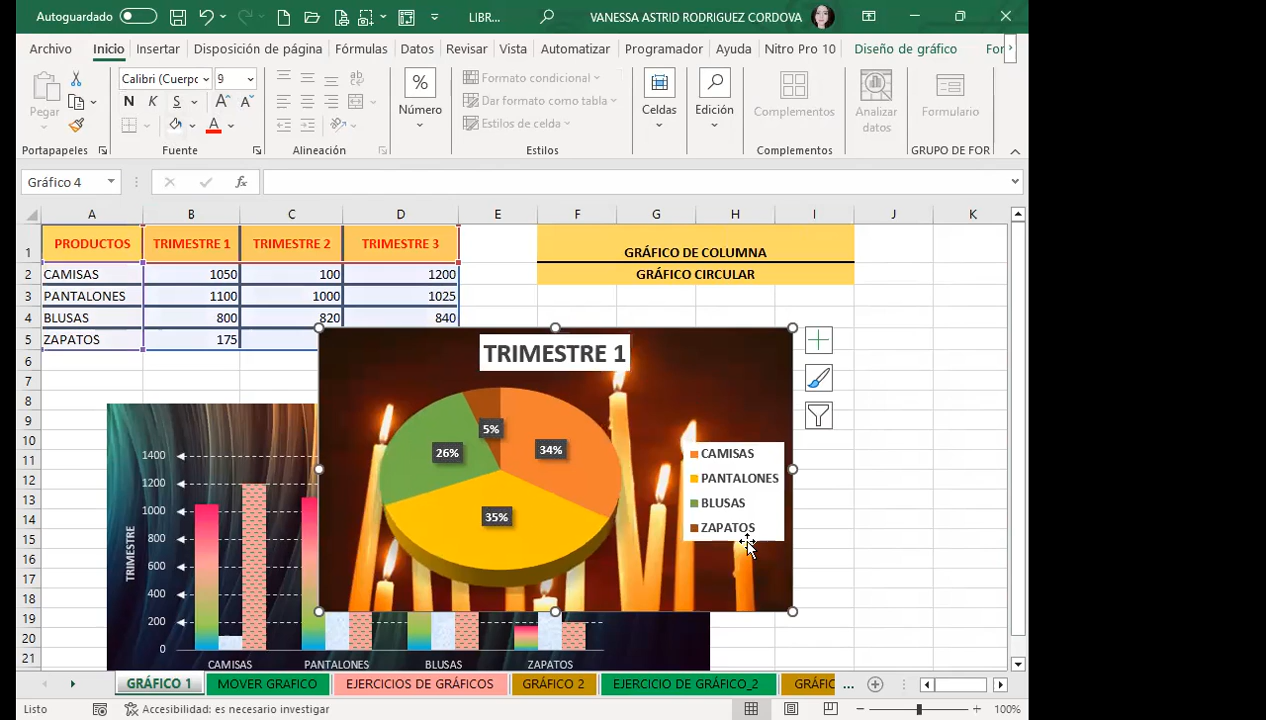 Autoguardado LIBR... VANESSA ASTRID RODRIGUEZ CORDOVA
Archivo Inicio Insertar Disposición de página Fórmulas Datos Revisar Vista Automatizar Programador Ayuda Nitro Pro 10 Diseño de gráfico For
Pegar
Calibri (Cuerpo 9
N K S A A
Número
Formato condicional
Dar formato como tabla
Estilos de celda
Celdas
Edición
Complementos
Analizar datos
Formulario
Portapapeles Fuente Alineación Estilos Complementos GRUPO DE FOR
Gráfico 4 fx
A B C D E F G H I J K
1 PRODUCTOS TRIMESTRE 1 TRIMESTRE 2 TRIMESTRE 3 GRÁFICO DE COLUMNA
2 CAMISAS 1050 100 1200 GRÁFICO CIRCULAR
3 PANTALONES 1100 1000 1025
4 BLUSAS 800 820 840
5 ZAPATOS 175
6
7
8
9
10
11
12
13
14
15
16
17
18
19
20
21
TRIMESTRE 1
5%
34%
26%
35%
CAMISAS
PANTALONES
BLUSAS
ZAPATOS
1400
1200
1000
800
600
400
200
0
TRIMESTRE
CAMISAS PANTALONES BLUSAS ZAPATOS
GRÁFICO 1 MOVER GRAFICO EJERCICIOS DE GRÁFICOS GRÁFICO 2 EJERCICIO DE GRÁFICO_2 GRÁFIC ...
Listo Accesibilidad: es necesario investigar 100%